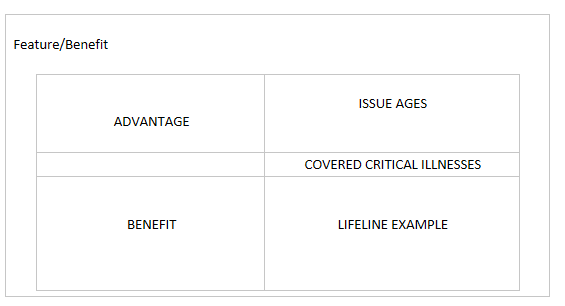 Feature/Benefit
ISSUE AGES
ADVANTAGE
COVERED CRITICAL ILLNESSES
BENEFIT
LIFELINE EXAMPLE